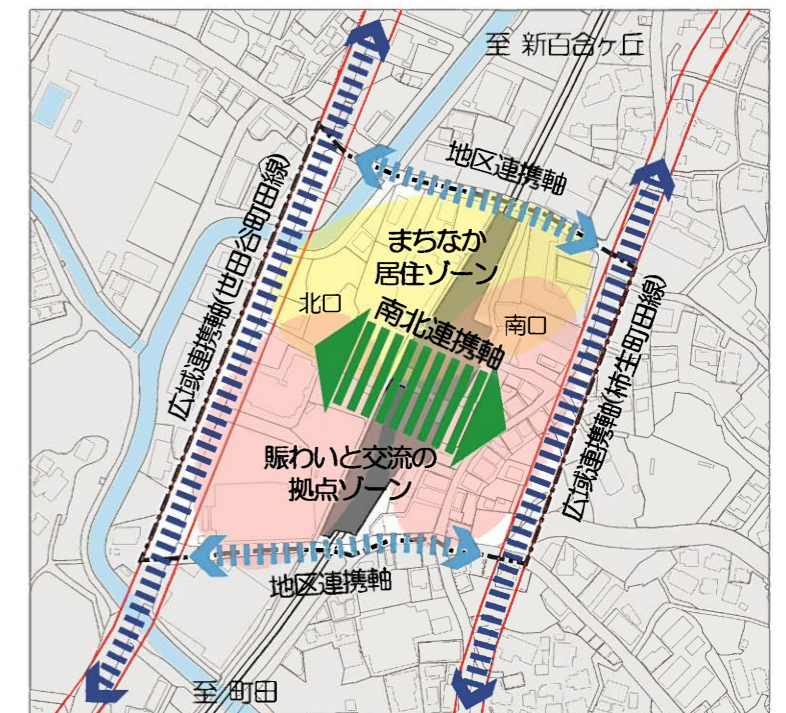 至 新百合ヶ丘
地区連携軸
広域連携軸(世田谷町田線)
まちなか
居住ゾーン
北口
南口
南北連携軸
広域連携軸(柿生町田線)
賑わいと交流の
拠点ゾーン
地区連携軸
至 町田